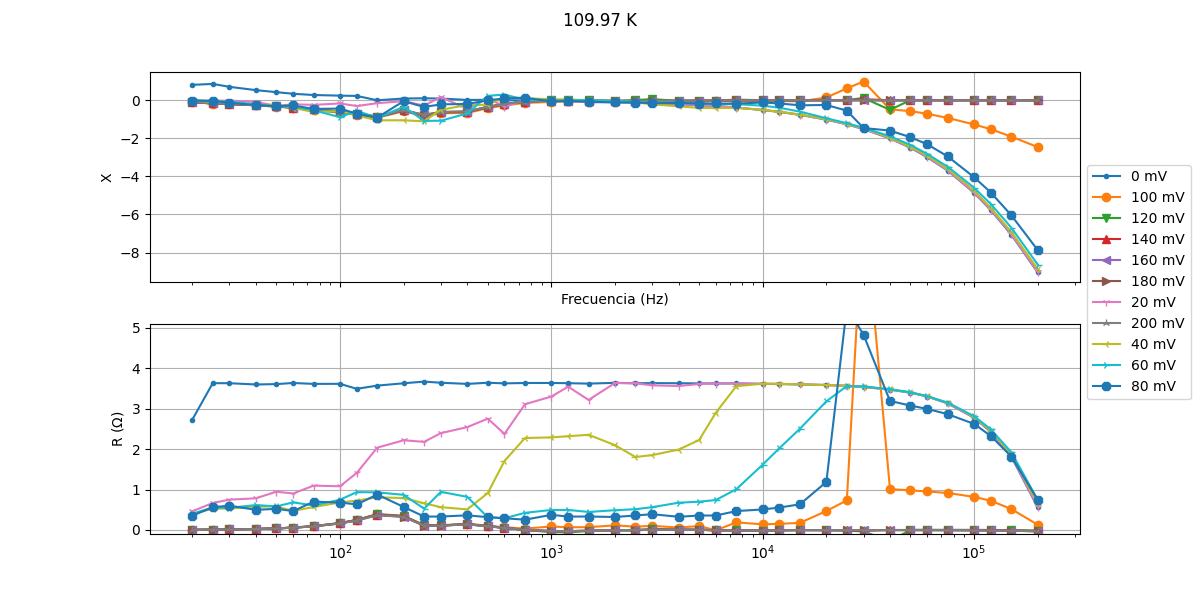 109.97 K
0
−2
−4
−6
−8
X
Frecuencia (Hz)
5
4
3
2
1
0
R (Ω)
10² 10³ 10⁴ 10⁵
0 mV
100 mV
120 mV
140 mV
160 mV
180 mV
20 mV
200 mV
40 mV
60 mV
80 mV